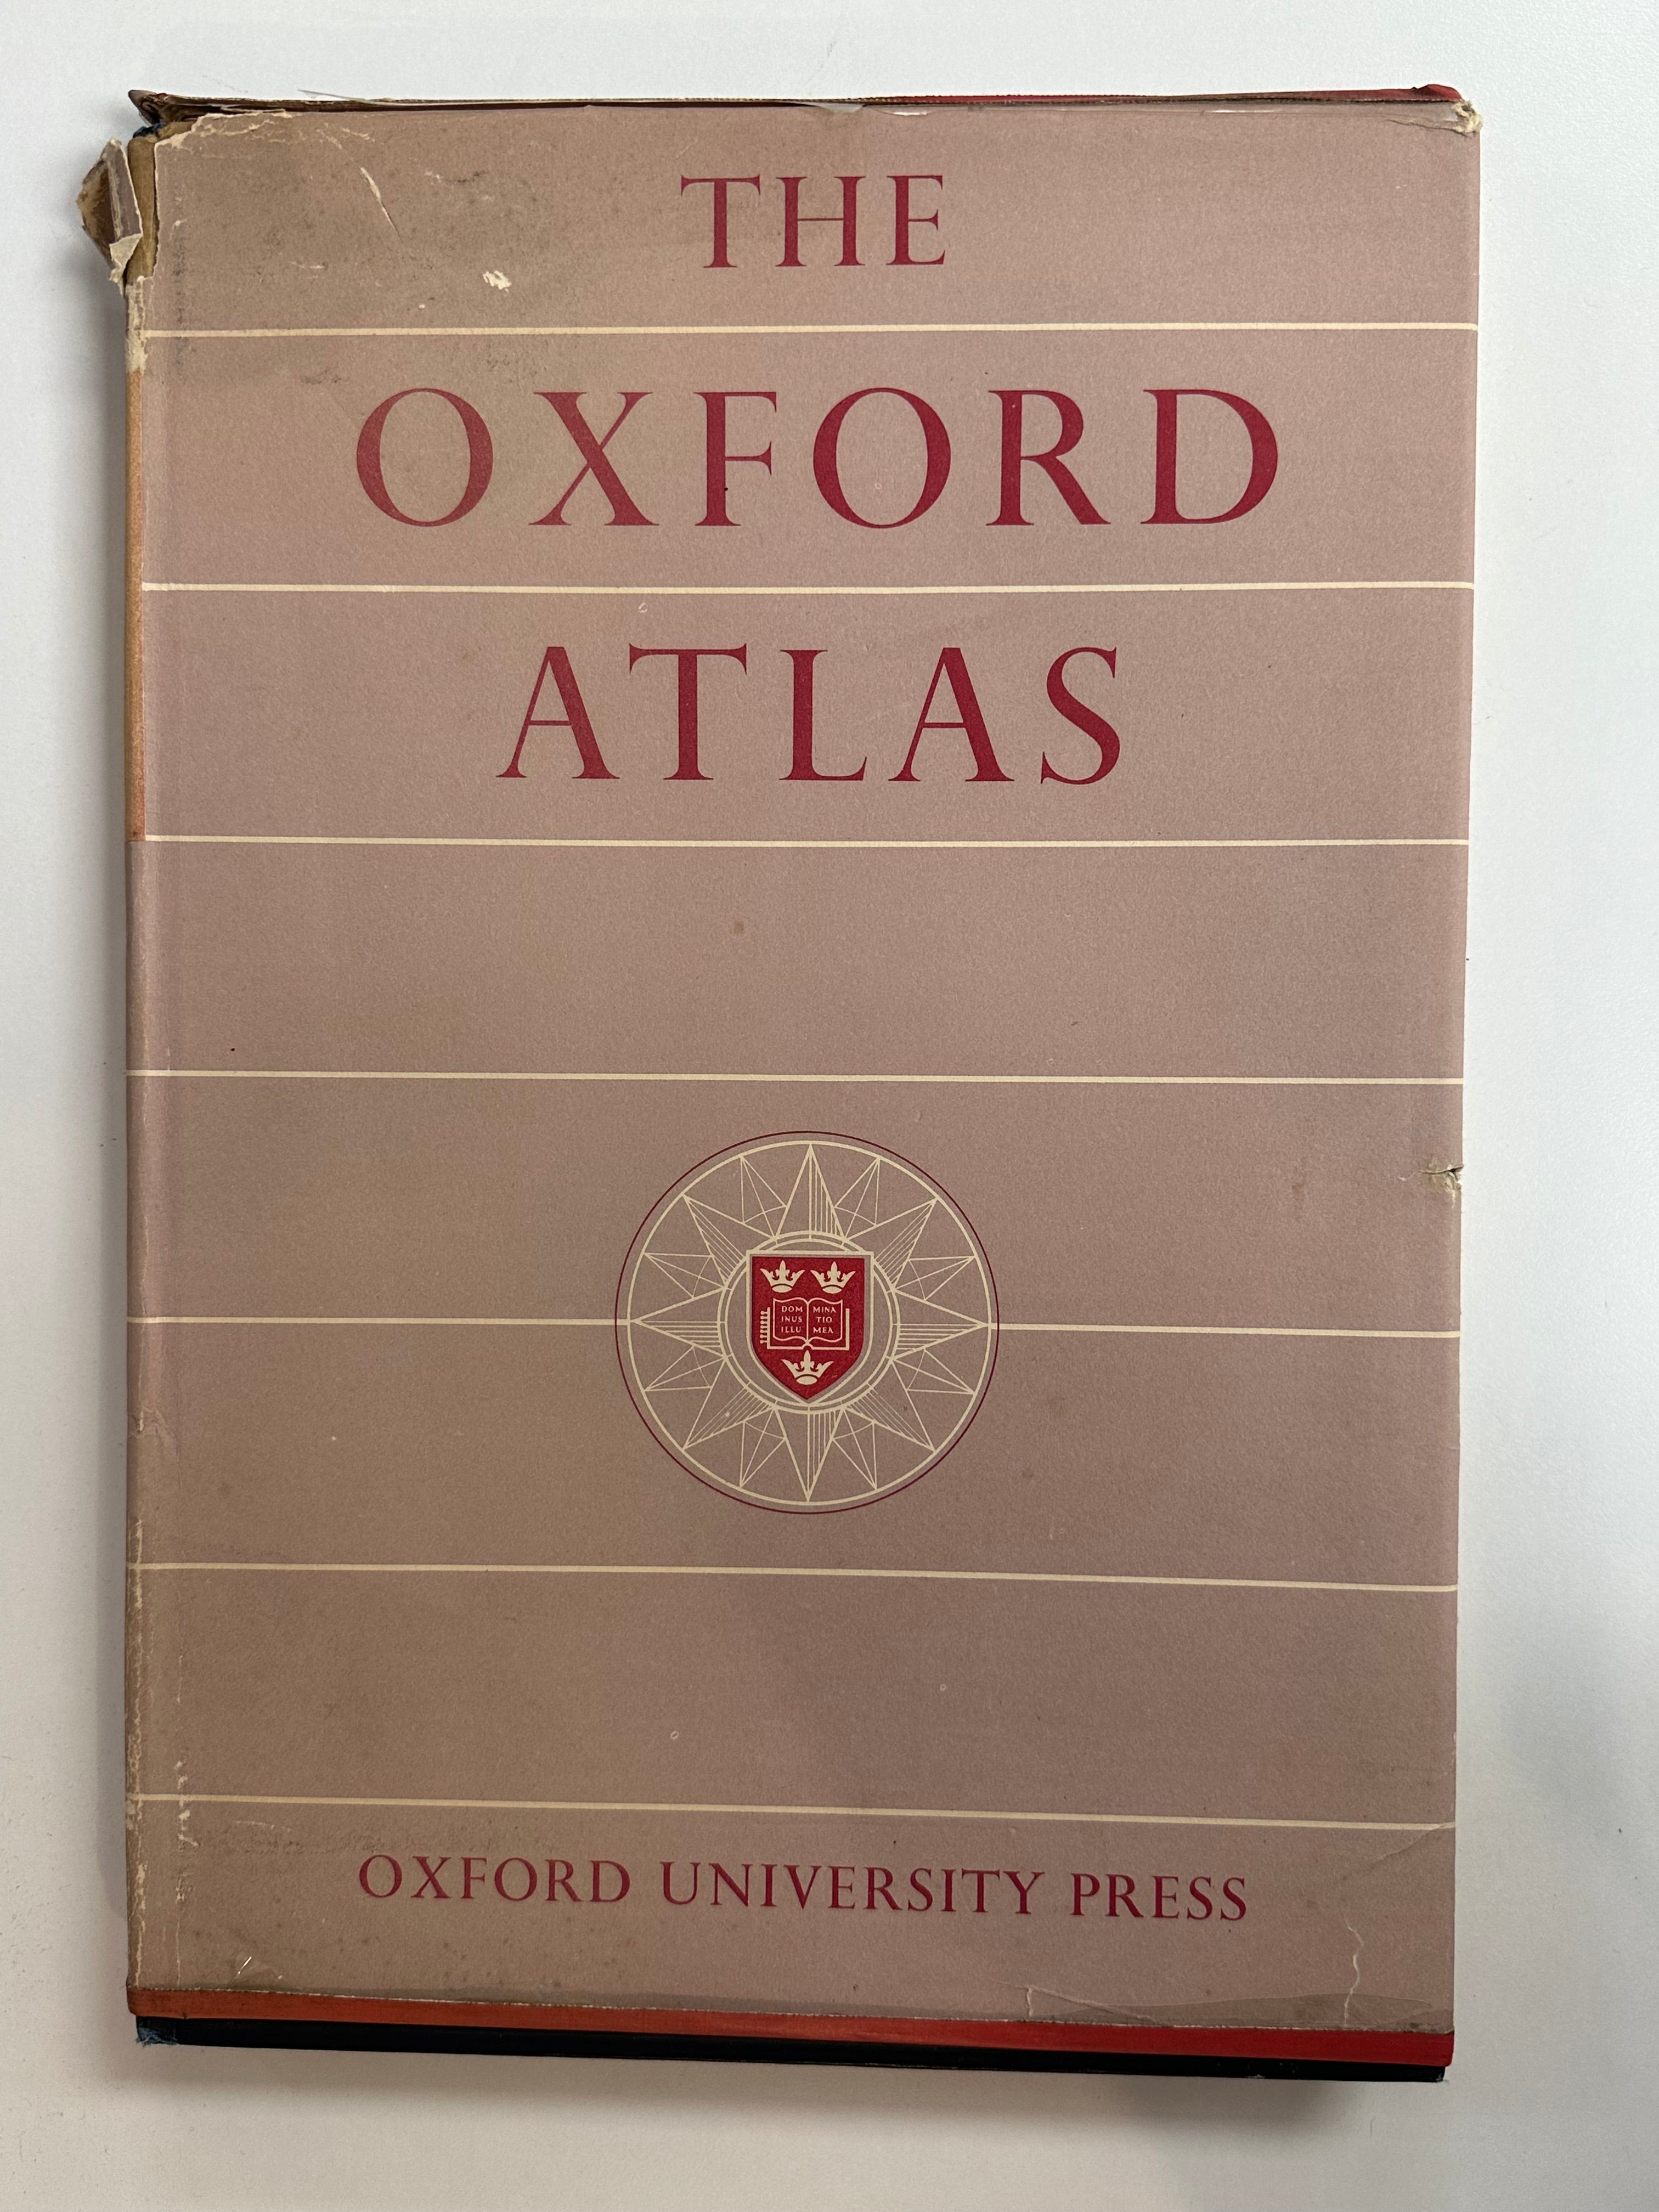 THE
OXFORD
ATLAS
DOM MINA
INUS TIO
ILLU MEA
OXFORD UNIVERSITY PRESS